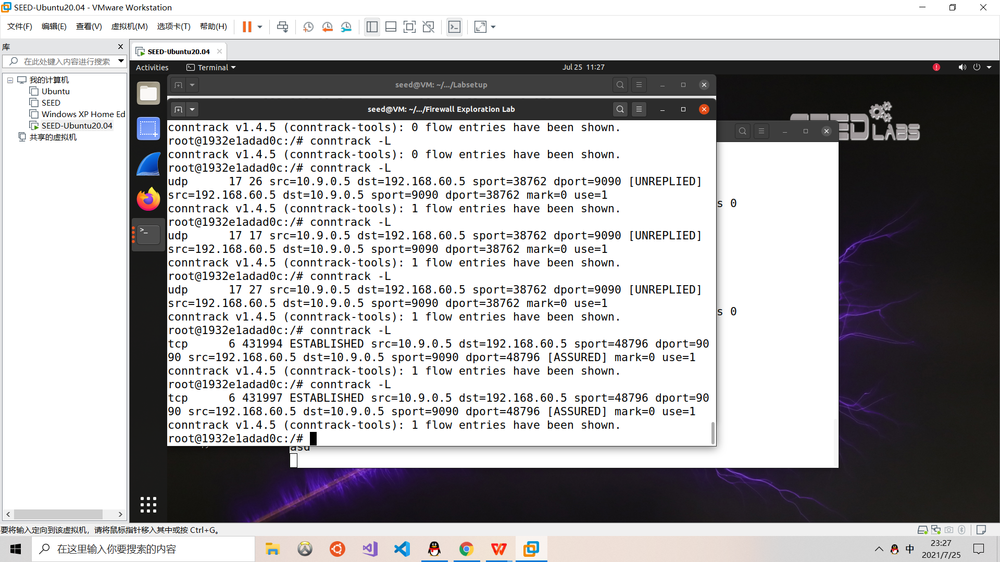 SEED-Ubuntu20.04 - VMware Workstation
文件(F) 编辑(E) 查看(V) 虚拟机(M) 选项卡(T) 帮助(H)
库
在此处键入内容进行搜索
我的计算机
Ubuntu
SEED
Windows XP Home Ed
SEED-Ubuntu20.04
共享的虚拟机
SEED-Ubuntu20.04
Activities
Terminal
Jul 25 11:27
seed@VM: ~/.../Labsetup
seed@VM: ~/.../Firewall Exploration Lab
conntrack v1.4.5 (conntrack-tools): 0 flow entries have been shown.
root@1932e1adad0c:/# conntrack -L
conntrack v1.4.5 (conntrack-tools): 0 flow entries have been shown.
root@1932e1adad0c:/# conntrack -L
udp      17 26 src=10.9.0.5 dst=192.168.60.5 sport=38762 dport=9090 [UNREPLIED]
src=192.168.60.5 dst=10.9.0.5 sport=9090 dport=38762 mark=0 use=1
conntrack v1.4.5 (conntrack-tools): 1 flow entries have been shown.
root@1932e1adad0c:/# conntrack -L
udp      17 17 src=10.9.0.5 dst=192.168.60.5 sport=38762 dport=9090 [UNREPLIED]
src=192.168.60.5 dst=10.9.0.5 sport=9090 dport=38762 mark=0 use=1
conntrack v1.4.5 (conntrack-tools): 1 flow entries have been shown.
root@1932e1adad0c:/# conntrack -L
udp      17 27 src=10.9.0.5 dst=192.168.60.5 sport=38762 dport=9090 [UNREPLIED]
src=192.168.60.5 dst=10.9.0.5 sport=9090 dport=38762 mark=0 use=1
conntrack v1.4.5 (conntrack-tools): 1 flow entries have been shown.
root@1932e1adad0c:/# conntrack -L
tcp      6 431994 ESTABLISHED src=10.9.0.5 dst=192.168.60.5 sport=48796 dport=90
90 src=192.168.60.5 dst=10.9.0.5 sport=9090 dport=48796 [ASSURED] mark=0 use=1
conntrack v1.4.5 (conntrack-tools): 1 flow entries have been shown.
root@1932e1adad0c:/# conntrack -L
tcp      6 431997 ESTABLISHED src=10.9.0.5 dst=192.168.60.5 sport=48796 dport=90
90 src=192.168.60.5 dst=10.9.0.5 sport=9090 dport=48796 [ASSURED] mark=0 use=1
conntrack v1.4.5 (conntrack-tools): 1 flow entries have been shown.
root@1932e1adad0c:/#
s 0
s 0
asd
SEED LABS
要将输入定向到该虚拟机，请将鼠标指针移入其中或按 Ctrl+G。
在这里输入你要搜索的内容
中
23:27
2021/7/25